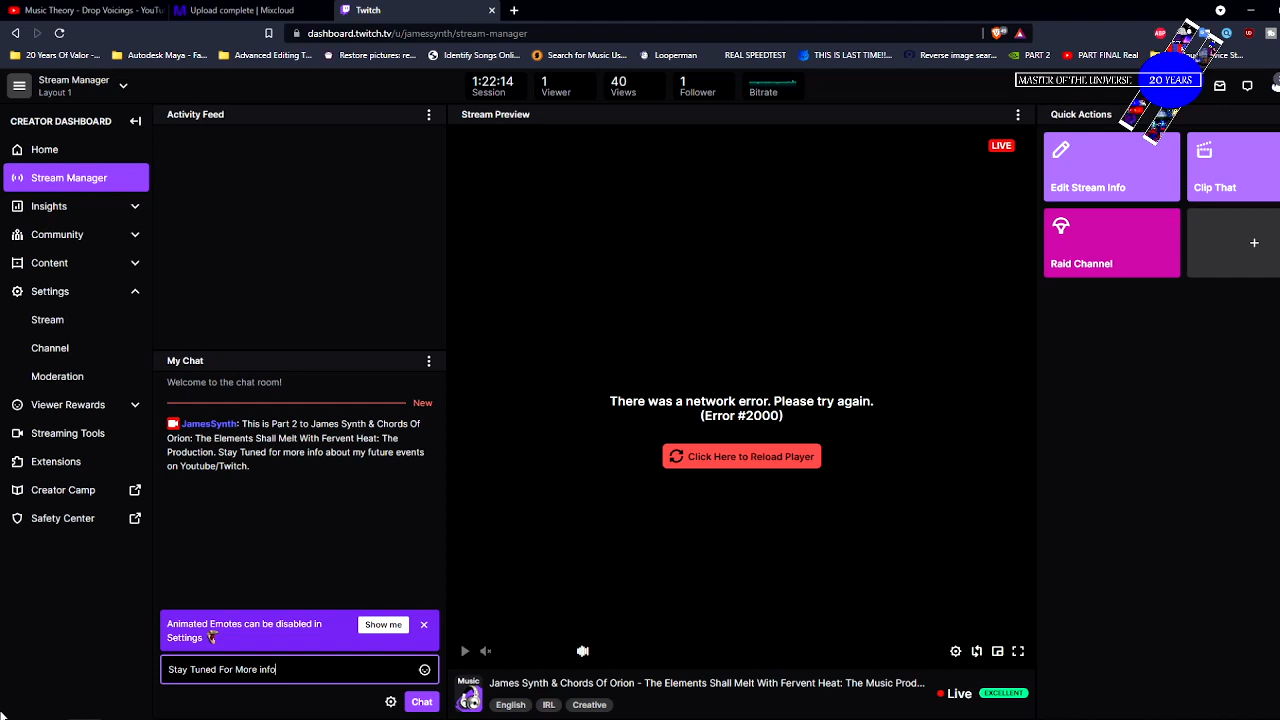 Music Theory - Drop Voicings - YouT
Upload complete | Mixcloud
Twitch
dashboard.twitch.tv/u/jamessynth/stream-manager
20 Years Of Valor -...
Autodesk Maya - Fa...
Advanced Editing T...
Restore pictures: re...
Identify Songs Onli...
Search for Music Us...
Looperman
REAL SPEEDTEST
THIS IS LAST TIME!!...
Reverse image sear...
PART 2
PART FINAL Real
Stream Manager
Layout 1
1:22:14
Session
1
Viewer
40
Views
1
Follower
Bitrate
MASTER OF THE UNIVERSE
20 YEARS
CREATOR DASHBOARD
Home
Stream Manager
Insights
Community
Content
Settings
Stream
Channel
Moderation
Viewer Rewards
Streaming Tools
Extensions
Creator Camp
Safety Center
Activity Feed
My Chat
Welcome to the chat room!
New
JamesSynth: This is Part 2 to James Synth & Chords Of
Orion: The Elements Shall Melt With Fervent Heat: The
Production. Stay Tuned for more info about my future events
on Youtube/Twitch.
Animated Emotes can be disabled in
Settings
Show me
Stay Tuned For More info
Chat
Stream Preview
LIVE
There was a network error. Please try again.
(Error #2000)
Click Here to Reload Player
Music
James Synth & Chords Of Orion - The Elements Shall Melt With Fervent Heat: The Music Prod...
English
IRL
Creative
Live
EXCELLENT
Quick Actions
Edit Stream Info
Clip That
Raid Channel